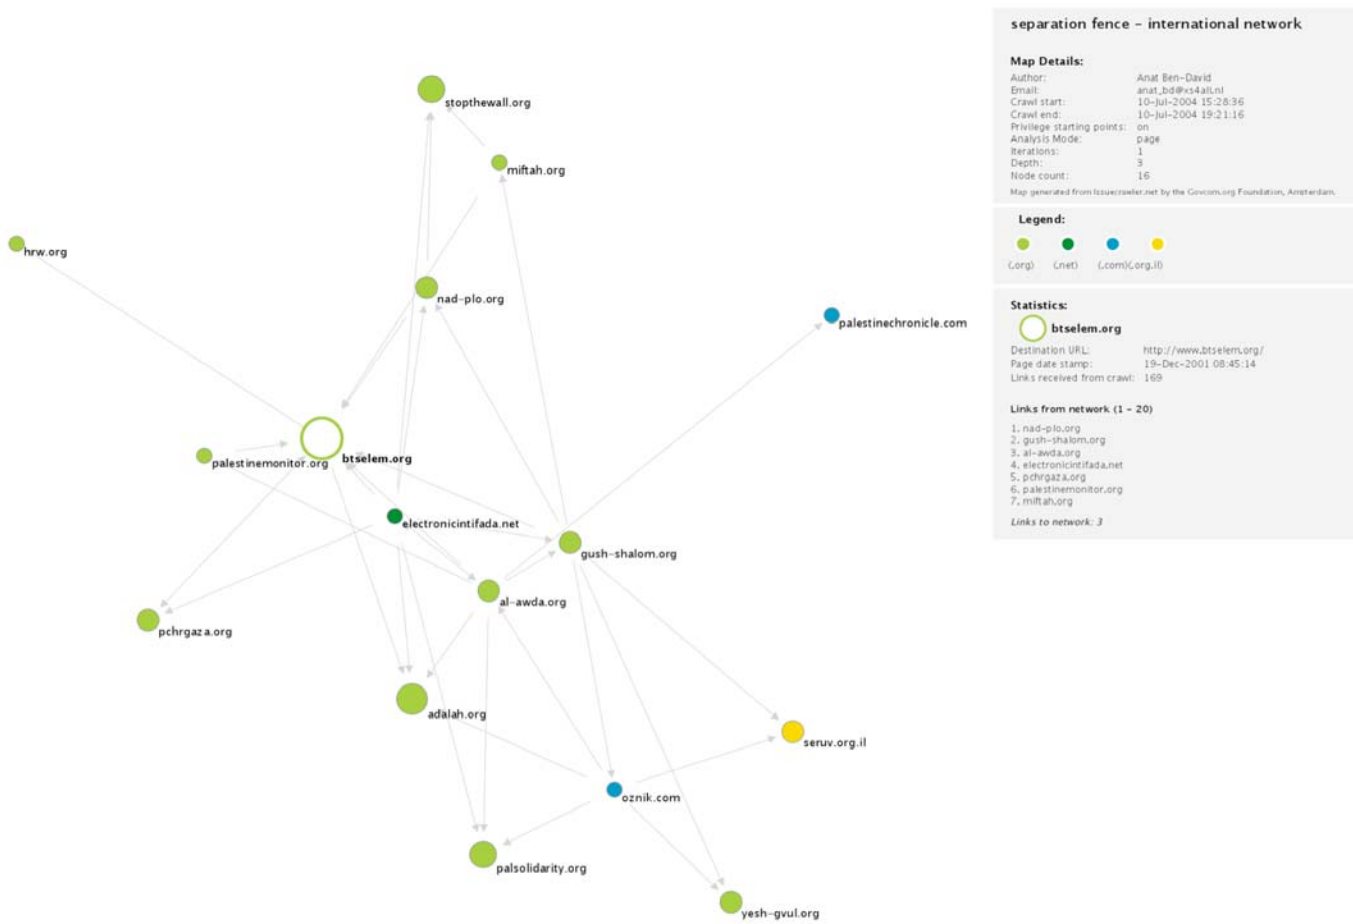 separation fence - international network
Map Details:
Author: Anat Ben-David
Email: anat_bd@xs4all.nl
Crawl start: 10-Jul-2004 15:28:36
Crawl end: 10-Jul-2004 19:21:16
Privilege starting points: on
Analysis Mode: page
Iterations: 1
Depth: 3
Node count: 16
Map generated from Issuecrawler.net by the Govcom.org Foundation, Amsterdam.
Legend:
(.org) (.net) (.com)(.org.il)
Statistics:
btselem.org
Destination URL: http://www.btselem.org/
Page date stamp: 19-Dec-2001 08:45:14
Links received from crawl: 169
Links from network (1 - 20)
1. nad-plo.org
2. gush-shalom.org
3. al-awda.org
4. electronicintifada.net
5. pchrgaza.org
6. palestinemonitor.org
7. miftah.org
Links to network: 3
stopthewall.org
miftah.org
hrw.org
nad-plo.org
palestinechronicle.com
btselem.org
palestinemonitor.org
electronicintifada.net
gush-shalom.org
al-awda.org
pchrgaza.org
adalah.org
seruv.org.il
oznik.com
palsolidarity.org
yesh-gvul.org